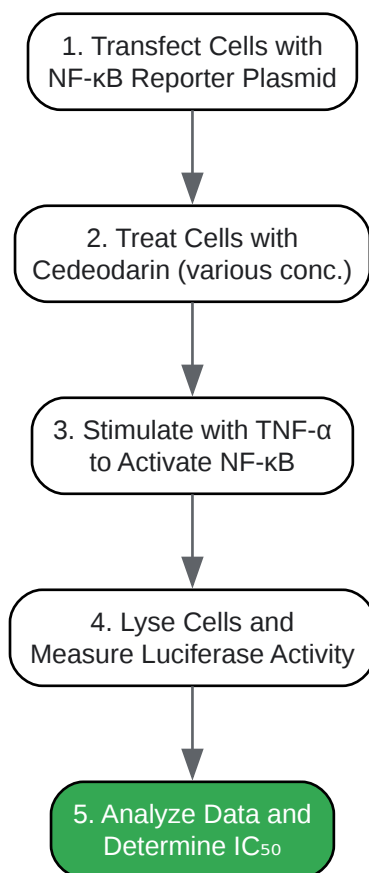 1. Transfect Cells with
NF-κB Reporter Plasmid
2. Treat Cells with
Cedeodarin (various conc.)
3. Stimulate with TNF-α
to Activate NF-κB
4. Lyse Cells and
Measure Luciferase Activity
5. Analyze Data and
Determine IC₅₀